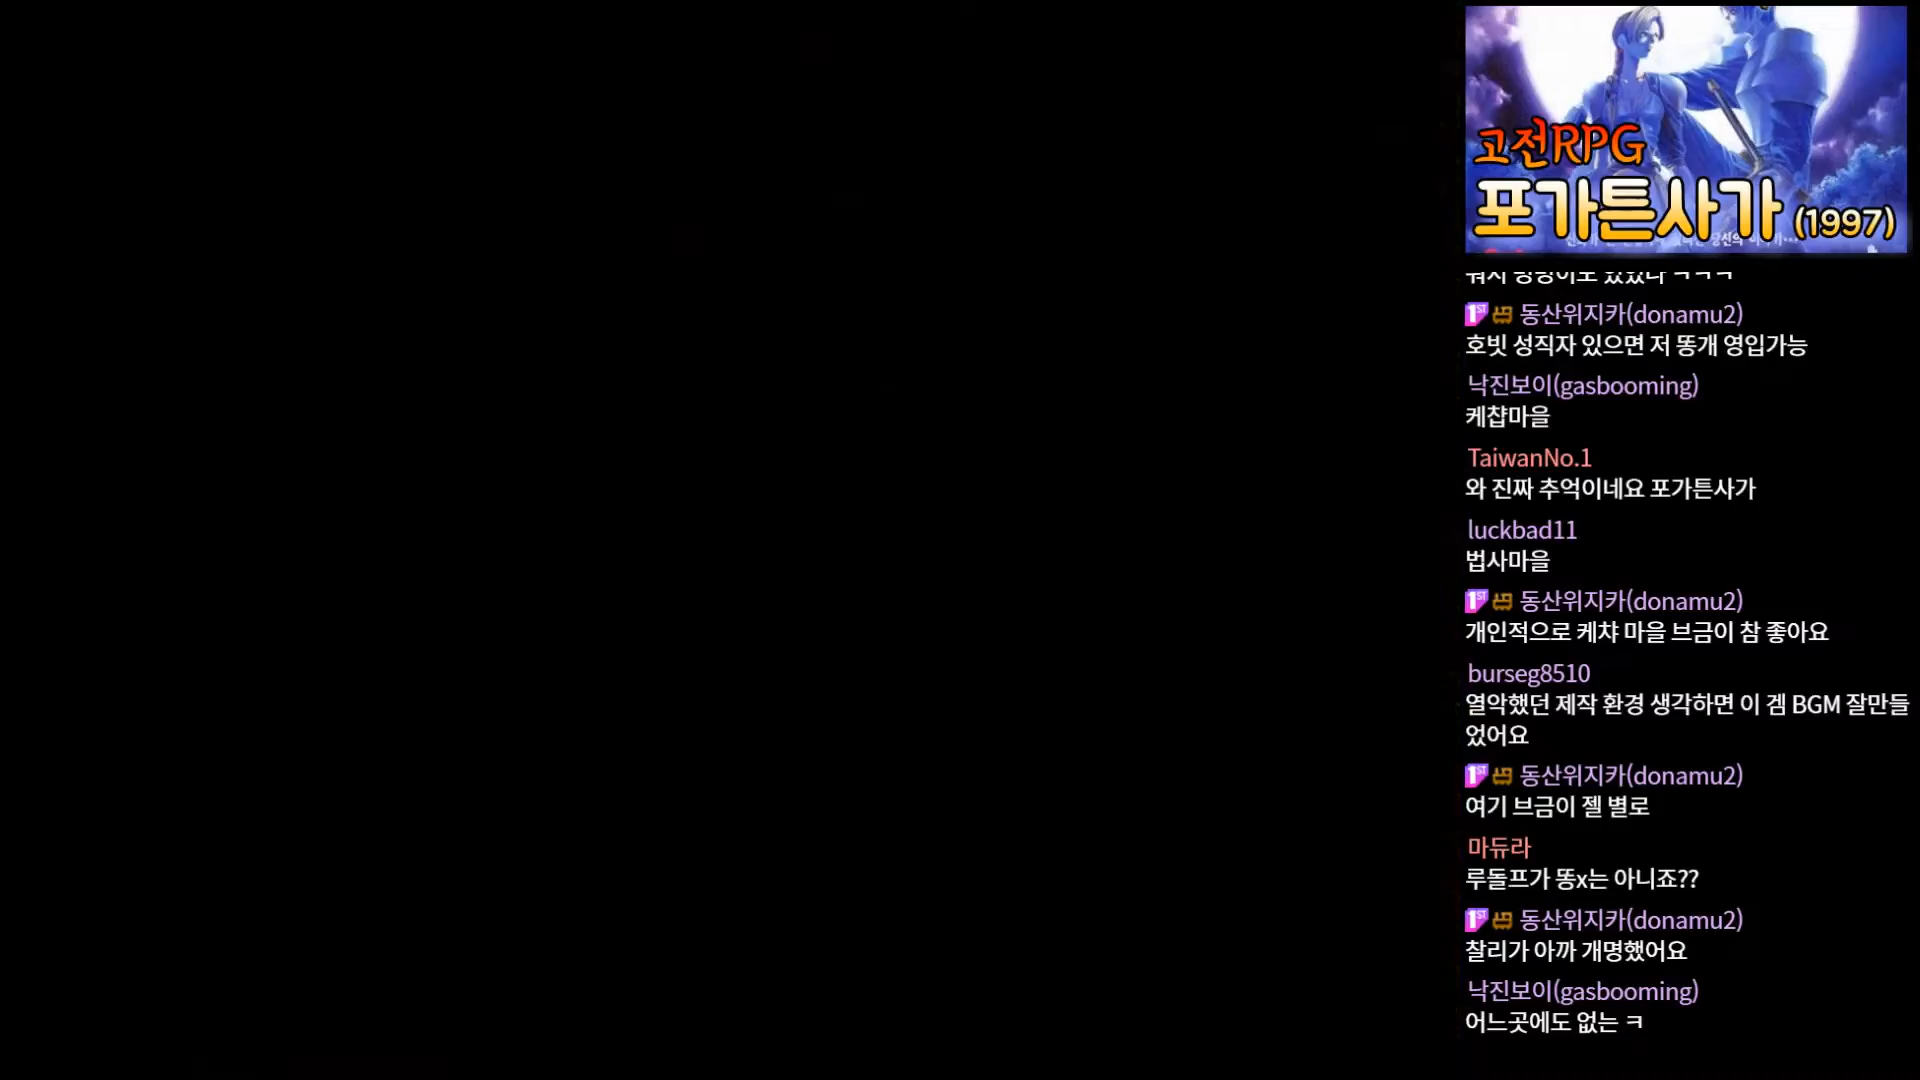 고전RPG
포가튼사가 (1997)
동산위지카(donamu2)
호빗 성직자 있으면 저 똥개 영입가능
낙진보이(gasbooming)
케챱마을
TaiwanNo.1
와 진짜 추억이네요 포가튼사가
luckbad11
법사마을
동산위지카(donamu2)
개인적으로 케챠 마을 브금이 참 좋아요
burseg8510
열악했던 제작 환경 생각하면 이 겜 BGM 잘만들
었어요
동산위지카(donamu2)
여기 브금이 젤 별로
마듀라
루돌프가 똥x는 아니죠??
동산위지카(donamu2)
찰리가 아까 개명했어요
낙진보이(gasbooming)
어느곳에도 없는 ㅋ